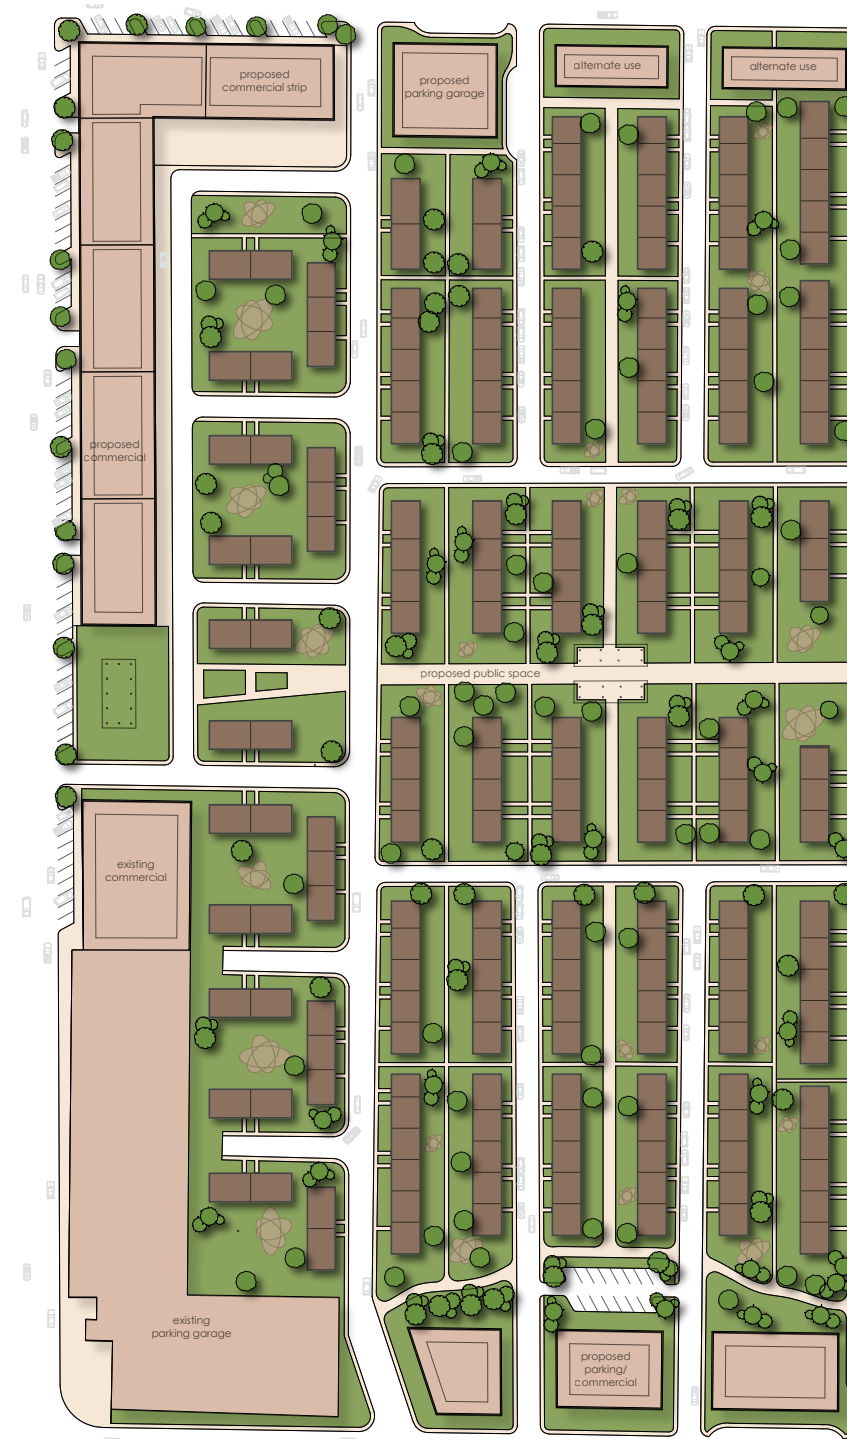 proposed
commercial strip
proposed
parking garage
alternate use
alternate use
proposed
commercial
proposed public space
existing
commercial
existing
parking garage
proposed
parking/
commercial